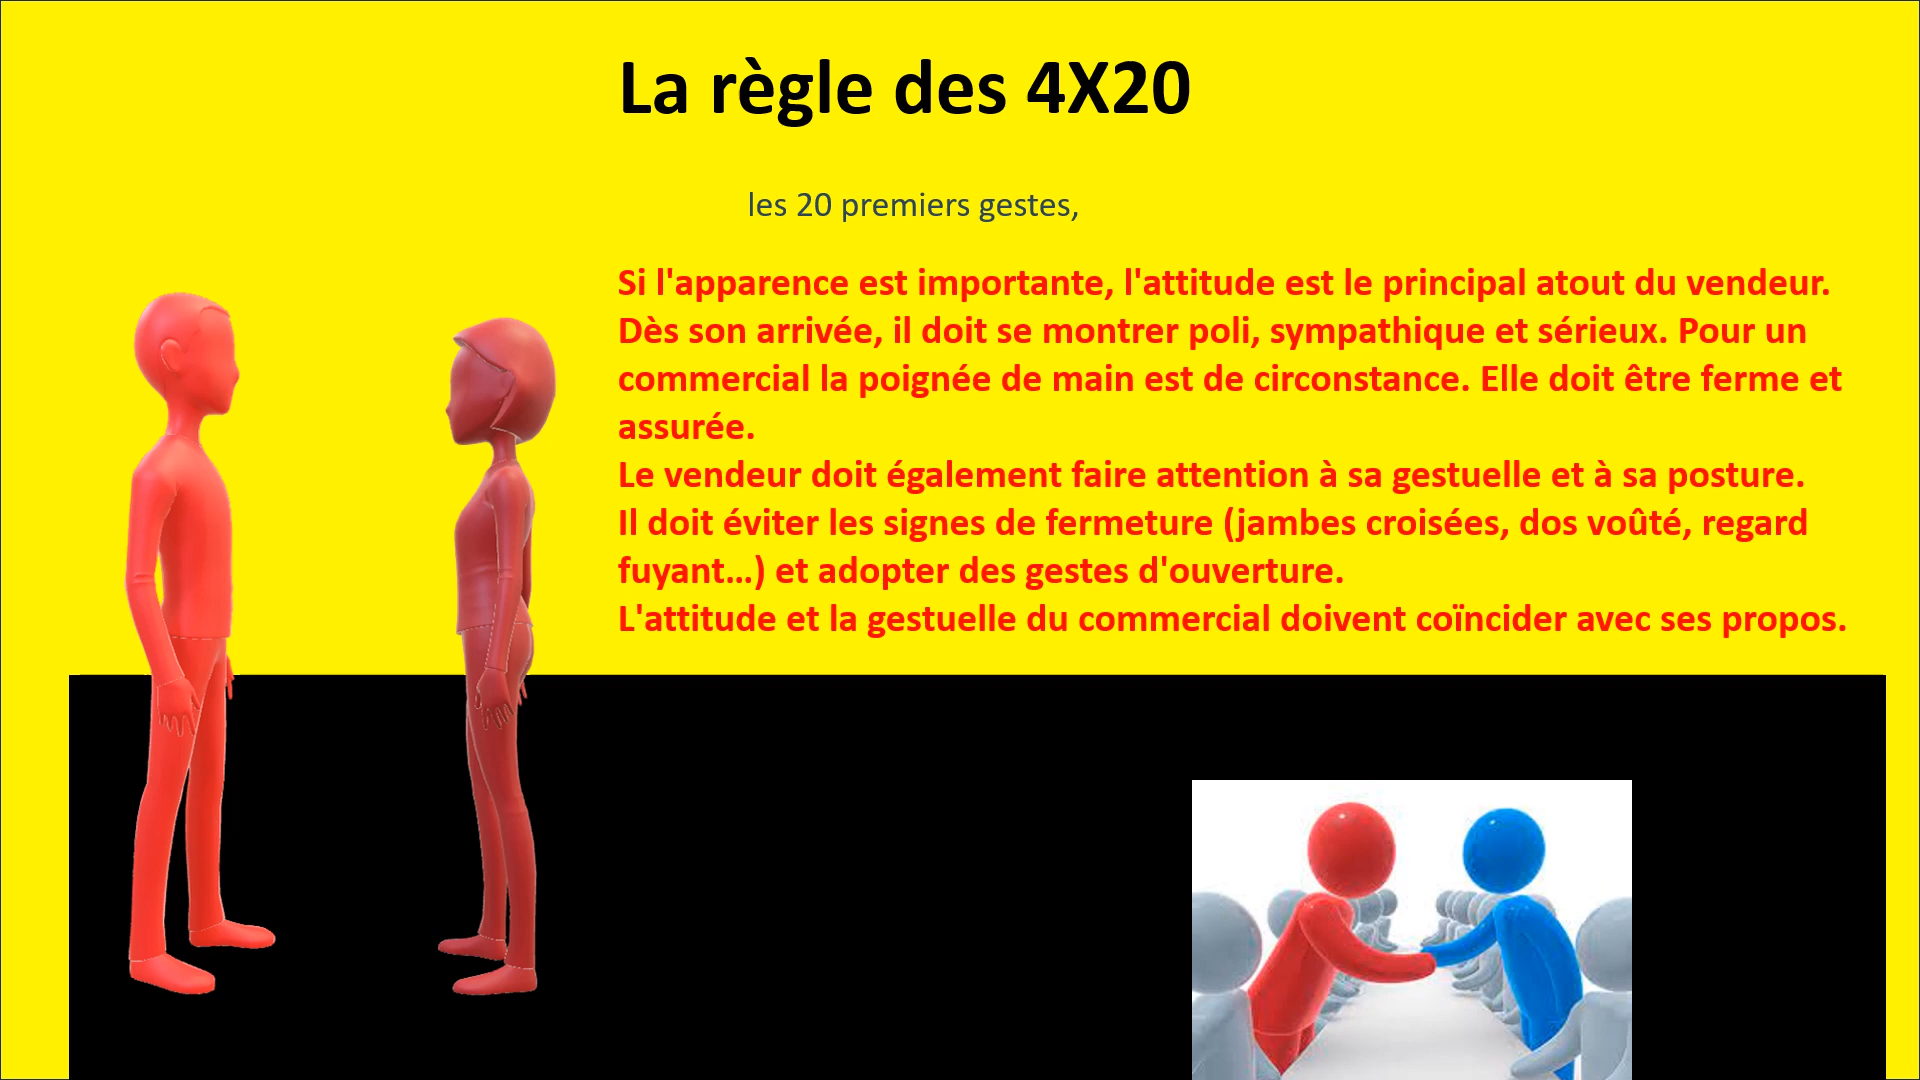 La règle des 4X20
les 20 premiers gestes,
Si l'apparence est importante, l'attitude est le principal atout du vendeur.
Dès son arrivée, il doit se montrer poli, sympathique et sérieux. Pour un
commercial la poignée de main est de circonstance. Elle doit être ferme et
assurée.
Le vendeur doit également faire attention à sa gestuelle et à sa posture.
Il doit éviter les signes de fermeture (jambes croisées, dos voûté, regard
fuyant...) et adopter des gestes d'ouverture.
L'attitude et la gestuelle du commercial doivent coïncider avec ses propos.